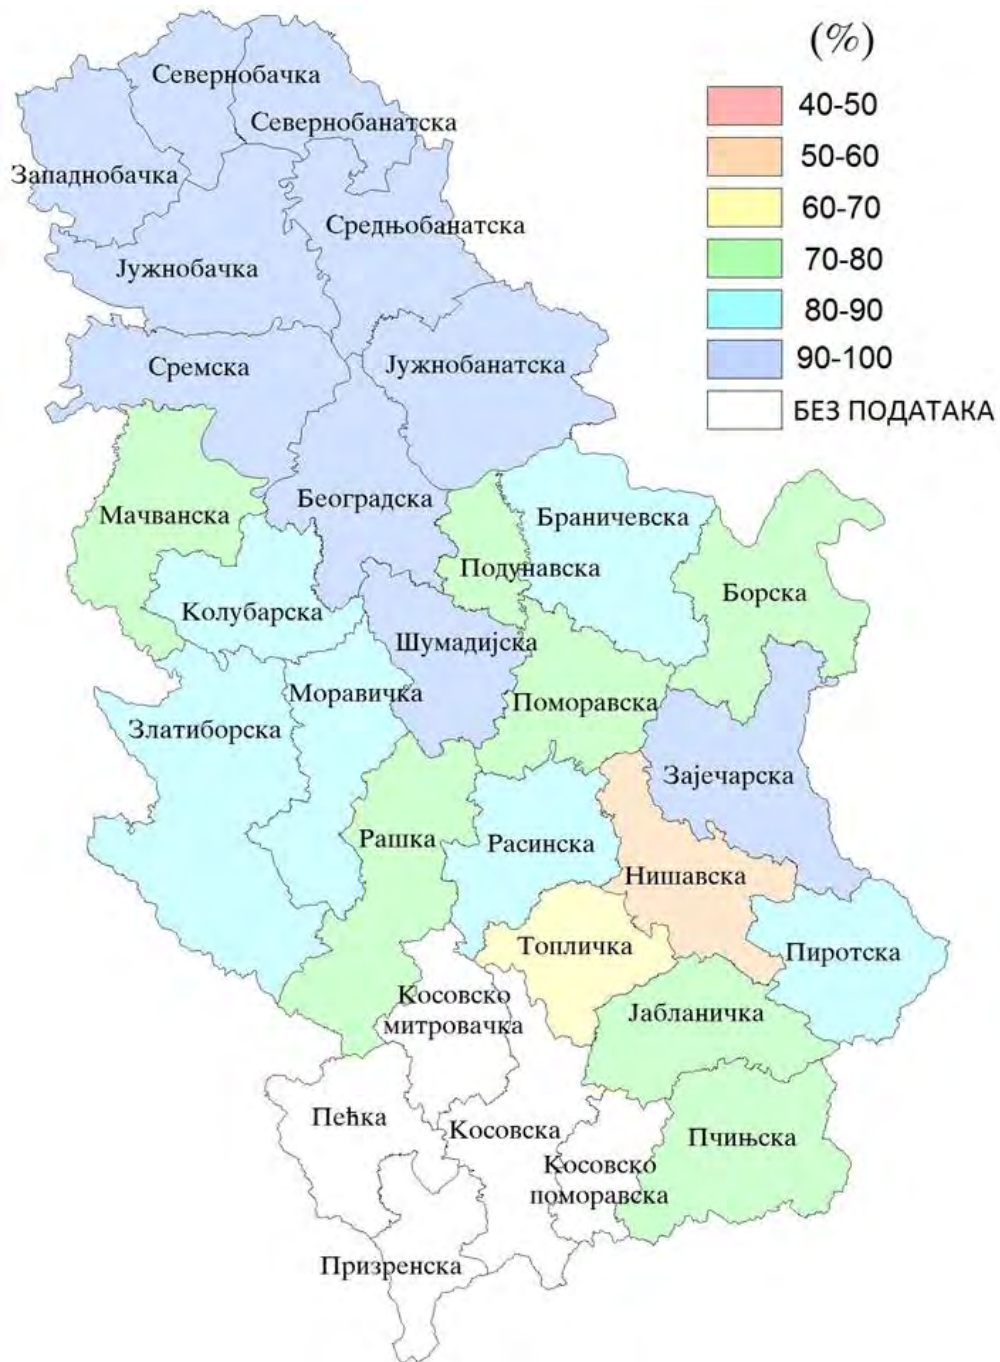 (%)
40-50
50-60
60-70
70-80
80-90
90-100
БЕЗ ПОДАТАКА
Севернобачка
Севернобанатска
Западнобачка
Средњобанатска
Јужнобачка
Сремска
Јужнобанатска
Мачванска
Београдска
Браничевска
Подунавска
Борска
Колубарска
Шумадијска
Моравичка
Поморавска
Златиборска
Зајечарска
Рашка
Расинска
Нишавска
Топличка
Пиротска
Косовско
митровачка
Јабланичка
Пећка
Косовска
Пчињска
Косовско
поморавска
Призренска